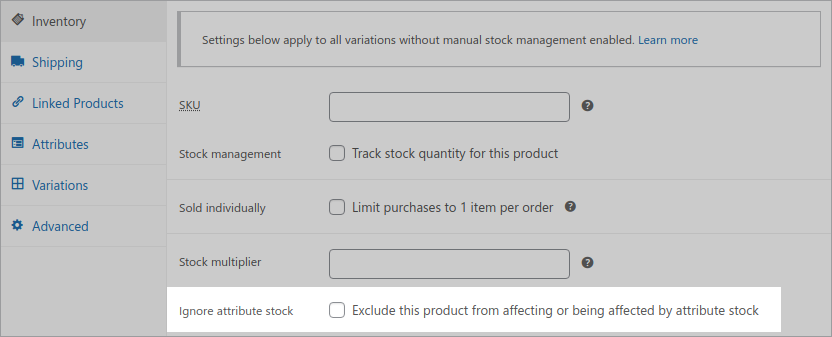 Inventory
Shipping
Linked Products
Attributes
Variations
Advanced
Settings below apply to all variations without manual stock management enabled. Learn more
SKU
Stock management Track stock quantity for this product
Sold individually Limit purchases to 1 item per order
Stock multiplier
Ignore attribute stock Exclude this product from affecting or being affected by attribute stock